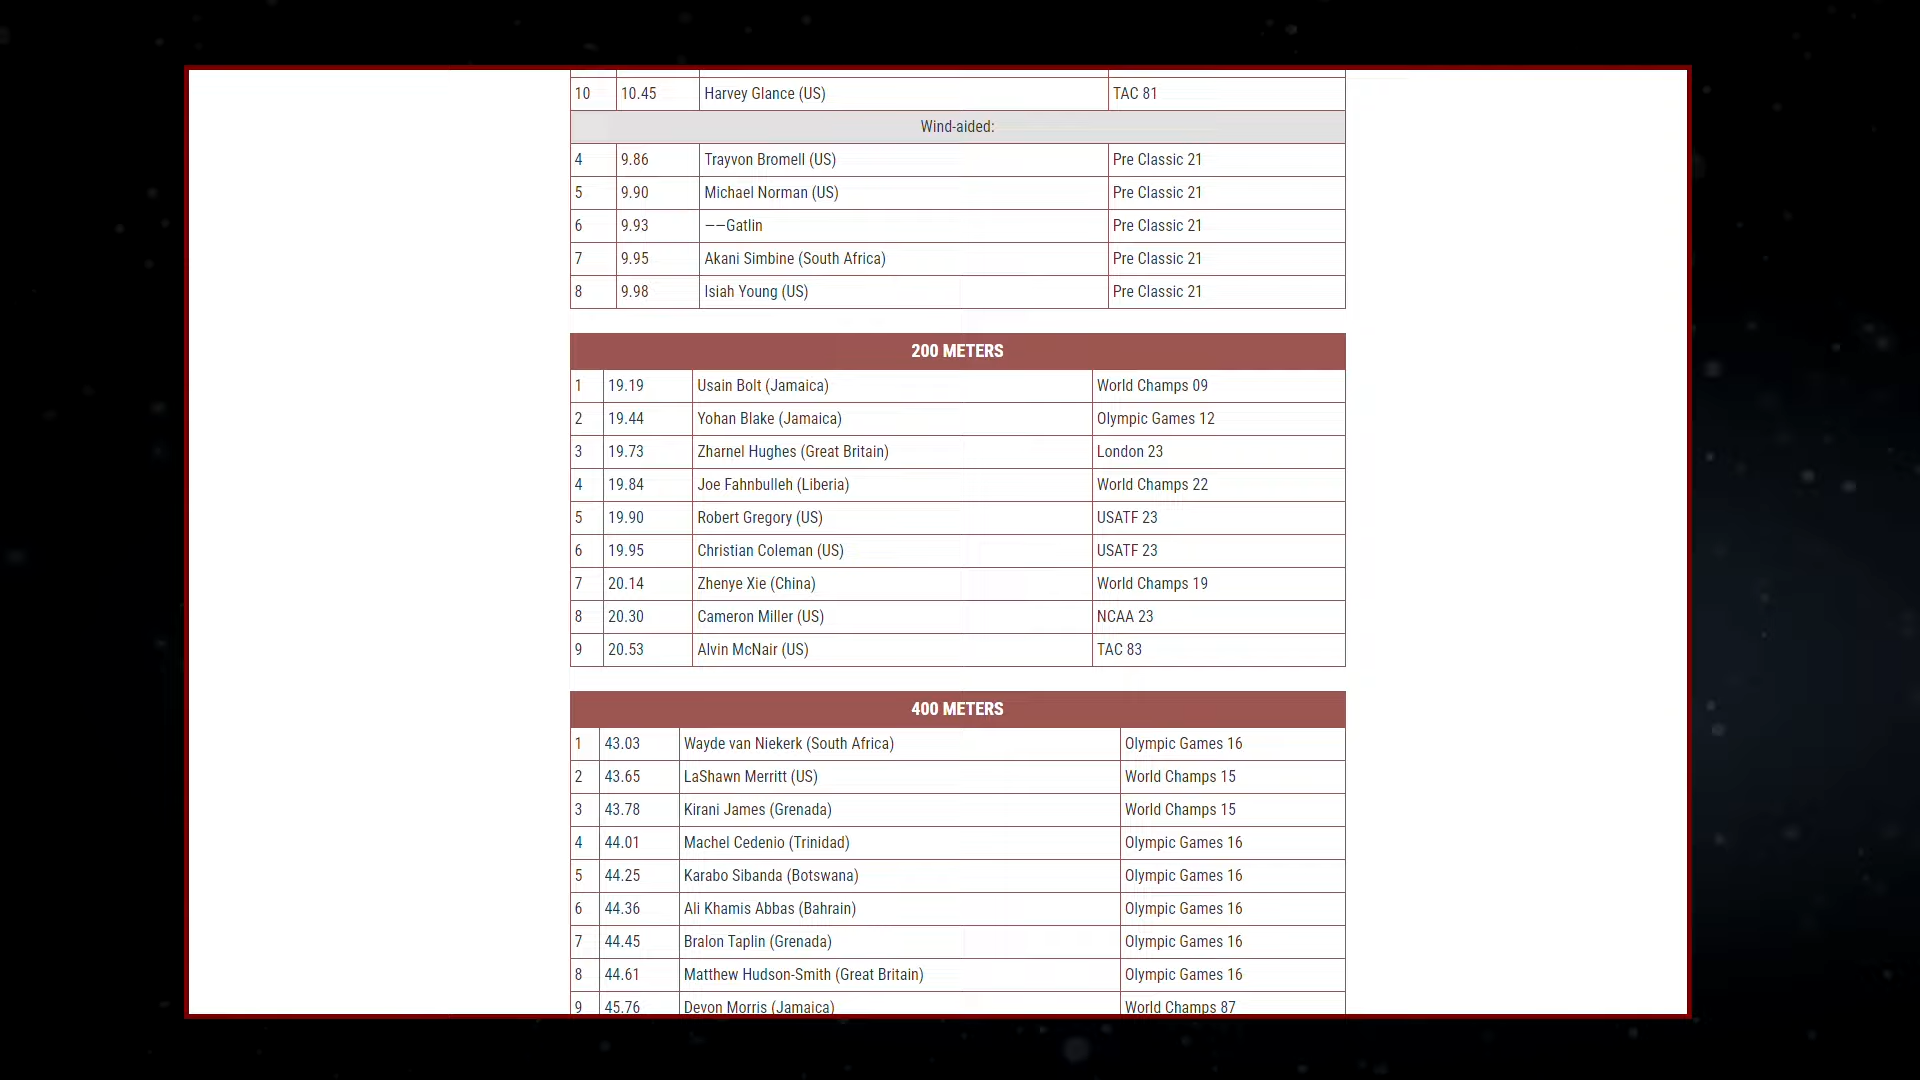 10 10.45 Harvey Glance (US) TAC 81
Wind-aided:
4 9.86 Trayvon Bromell (US) Pre Classic 21
5 9.90 Michael Norman (US) Pre Classic 21
6 9.93 ——Gatlin Pre Classic 21
7 9.95 Akani Simbine (South Africa) Pre Classic 21
8 9.98 Isiah Young (US) Pre Classic 21
200 METERS
1 19.19 Usain Bolt (Jamaica) World Champs 09
2 19.44 Yohan Blake (Jamaica) Olympic Games 12
3 19.73 Zharnel Hughes (Great Britain) London 23
4 19.84 Joe Fahnbulleh (Liberia) World Champs 22
5 19.90 Robert Gregory (US) USATF 23
6 19.95 Christian Coleman (US) USATF 23
7 20.14 Zhenye Xie (China) World Champs 19
8 20.30 Cameron Miller (US) NCAA 23
9 20.53 Alvin McNair (US) TAC 83
400 METERS
1 43.03 Wayde van Niekerk (South Africa) Olympic Games 16
2 43.65 LaShawn Merritt (US) World Champs 15
3 43.78 Kirani James (Grenada) World Champs 15
4 44.01 Machel Cedenio (Trinidad) Olympic Games 16
5 44.25 Karabo Sibanda (Botswana) Olympic Games 16
6 44.36 Ali Khamis Abbas (Bahrain) Olympic Games 16
7 44.45 Bralon Taplin (Grenada) Olympic Games 16
8 44.61 Matthew Hudson-Smith (Great Britain) Olympic Games 16
9 45.76 Devon Morris (Jamaica) World Champs 87